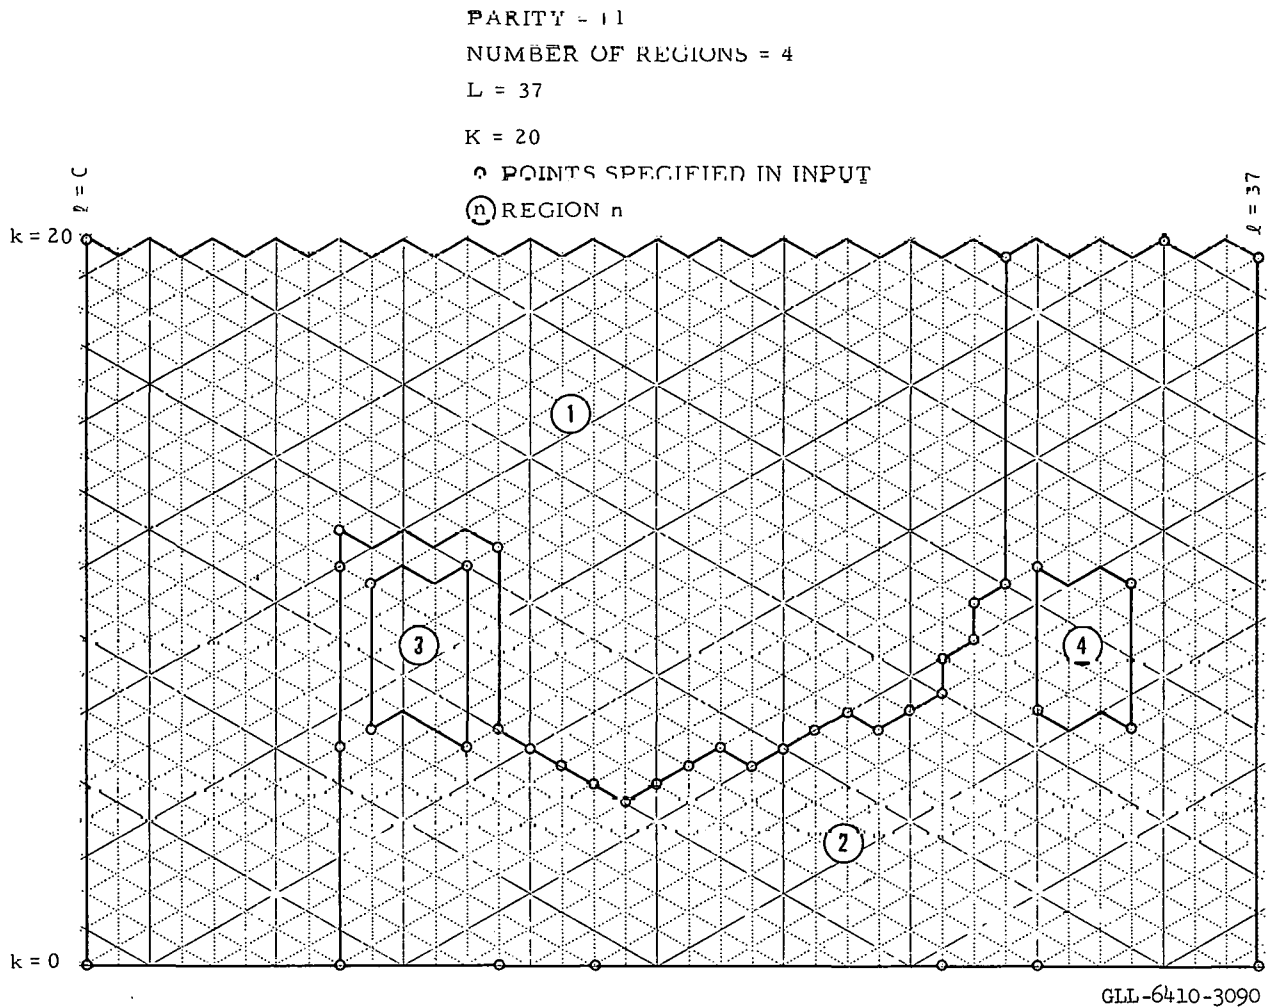 PARITY = +1
NUMBER OF REGIONS = 4
L = 37
K = 20
POINTS SPECIFIED IN INPUT
n REGION n
ℓ = 0
ℓ = 37
k = 20
1
3
4
2
k = 0
GLL-6410-3090